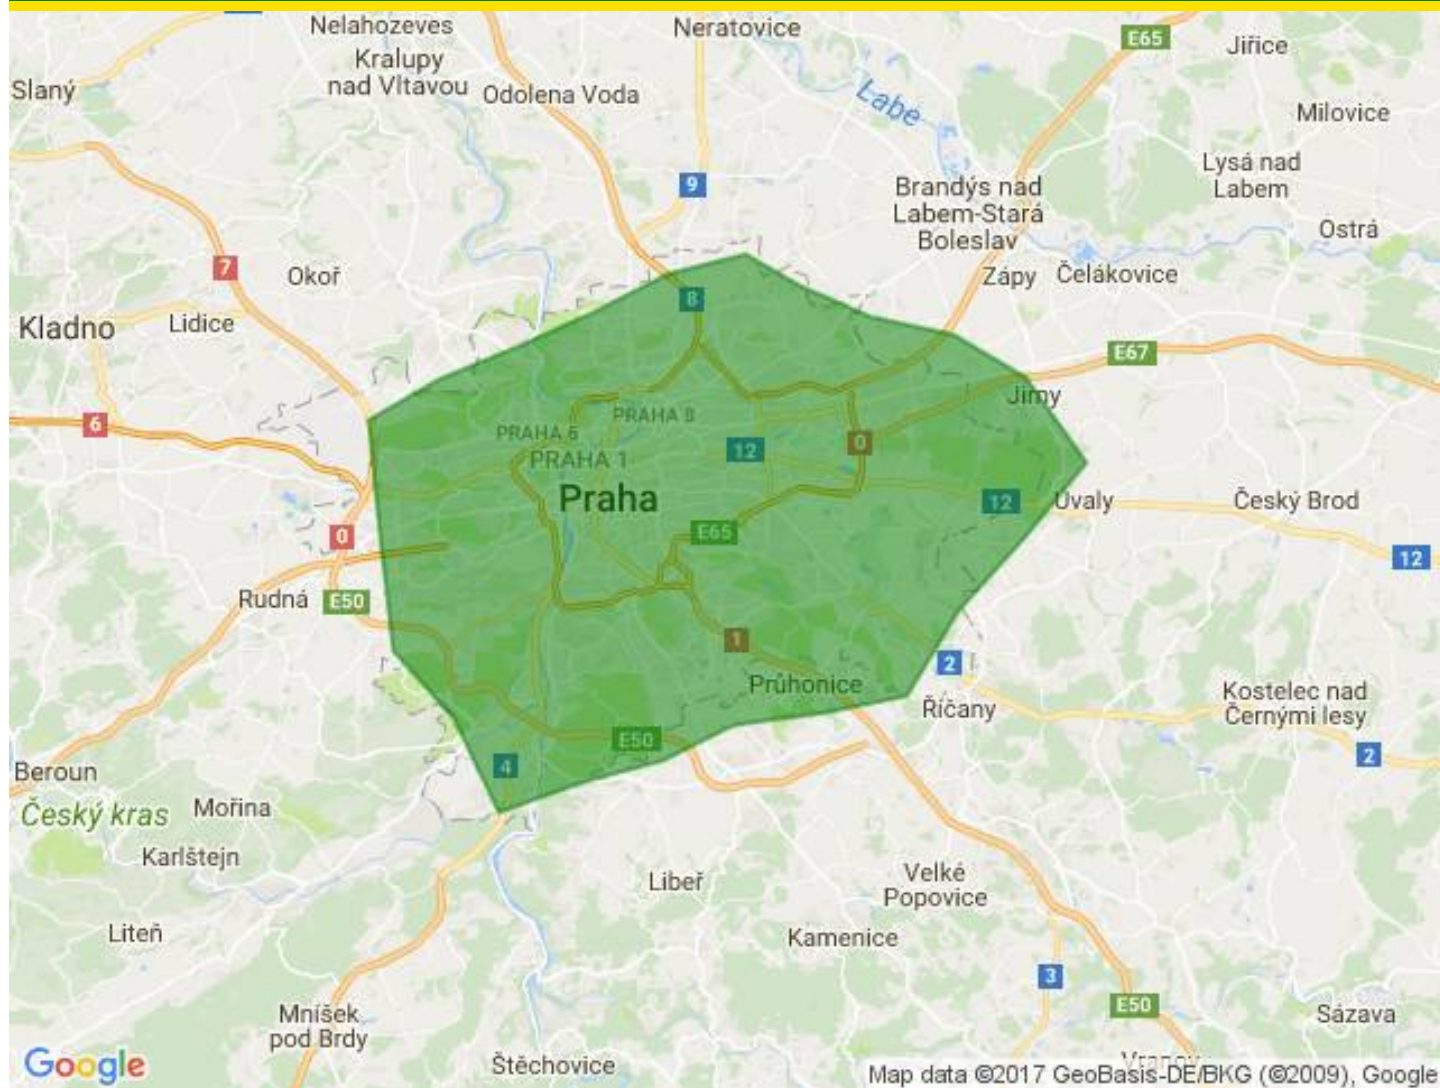 Nelahozeves
Neratovice
E65
Jiřice
Kralupy
nad Vltavou
Slaný
Odolena Voda
Labe
Milovice
Lysá nad
Labem
9
Brandýs nad
Labem-Stará
Boleslav
Ostrá
7
Okoř
Zápy
Čelákovice
8
Kladno
Lidice
E67
Jirny
6
PRAHA 8
PRAHA 6
0
12
PRAHA 1
Praha
12
Úvaly
Český Brod
0
E65
12
Rudná
E50
1
2
Průhonice
Říčany
Kostelec nad
Černými lesy
E50
2
4
Beroun
Český kras
Mořina
Karlštejn
Libeř
Velké
Popovice
Liteň
Kamenice
3
E50
Mníšek
pod Brdy
Sázava
Štěchovice
Google
Map data ©2017 GeoBasis-DE/BKG (©2009), Google